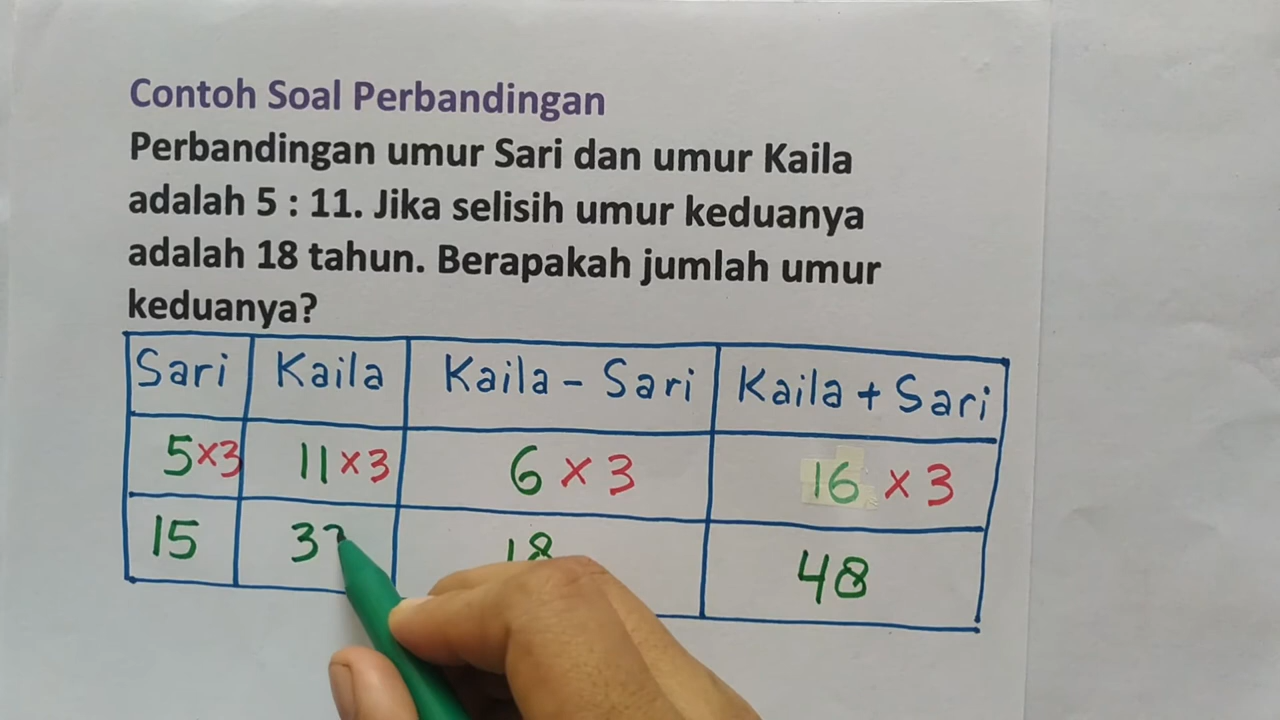 Contoh Soal Perbandingan
Perbandingan umur Sari dan umur Kaila
adalah 5 : 11. Jika selisih umur keduanya
adalah 18 tahun. Berapakah jumlah umur
keduanya?
Sari Kaila Kaila - Sari Kaila + Sari
5 ×3 11 ×3 6 × 3 16 × 3
15 18 48